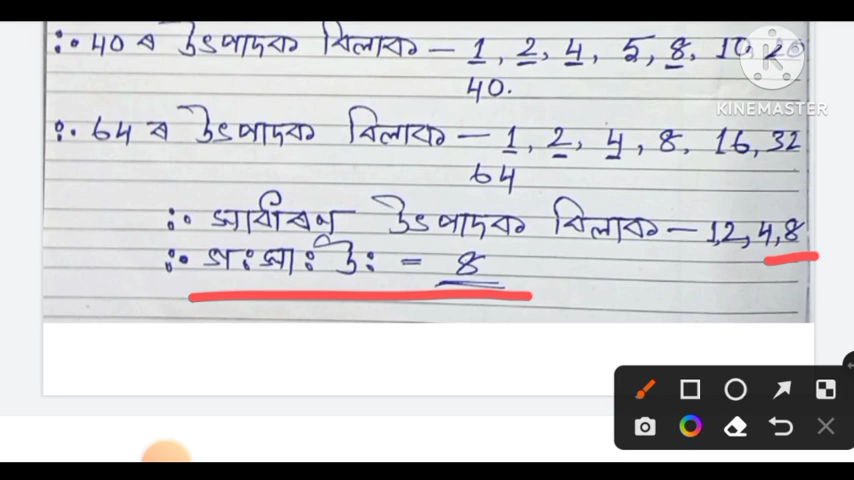 ∴ 40 ৰ উৎপাদক বিলাক – 1, 2, 4, 5, 8, 10, 20
40.
KINEMASTER
∴ 64 ৰ উৎপাদক বিলাক – 1, 2, 4, 8, 16, 32
64
∴ সাধাৰণ উৎপাদক বিলাক – 1,2, 4,8
∴ গঃসাঃউঃ = 8